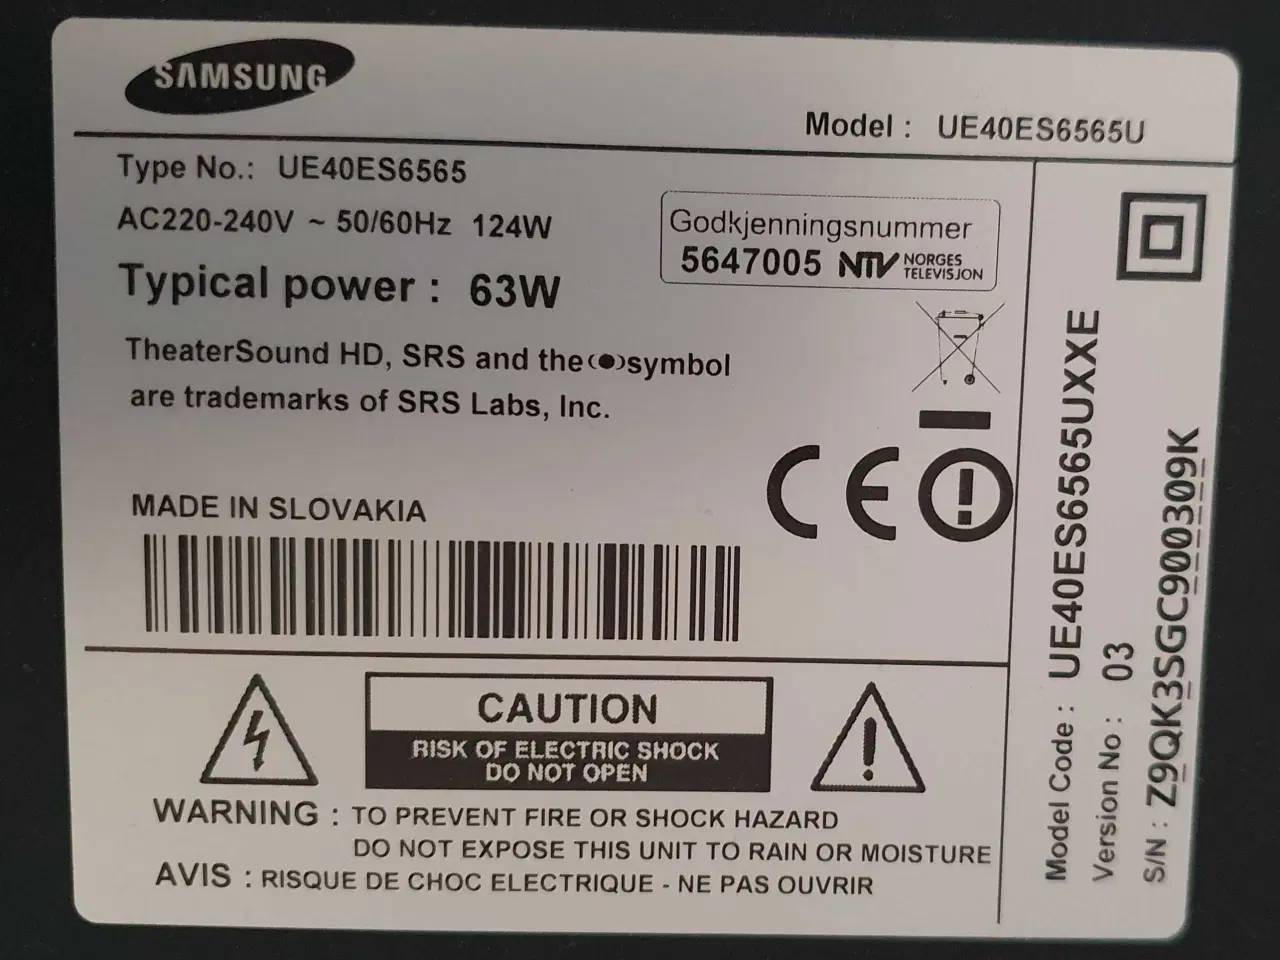 SAMSUNG
Model : UE40ES6565U
Type No.: UE40ES6565
AC220-240V ~ 50/60Hz 124W
Typical power : 63W
Godkjenningsnummer
5647005 NTV NORGES TELEVISJON
TheaterSound HD, SRS and the (●) symbol
are trademarks of SRS Labs, Inc.
MADE IN SLOVAKIA
CE
CAUTION
RISK OF ELECTRIC SHOCK
DO NOT OPEN
WARNING : TO PREVENT FIRE OR SHOCK HAZARD
DO NOT EXPOSE THIS UNIT TO RAIN OR MOISTURE
AVIS : RISQUE DE CHOC ELECTRIQUE - NE PAS OUVRIR
Model Code : UE40ES6565UXXE
Version No : 03
S/N : Z9QK3SGC900309K